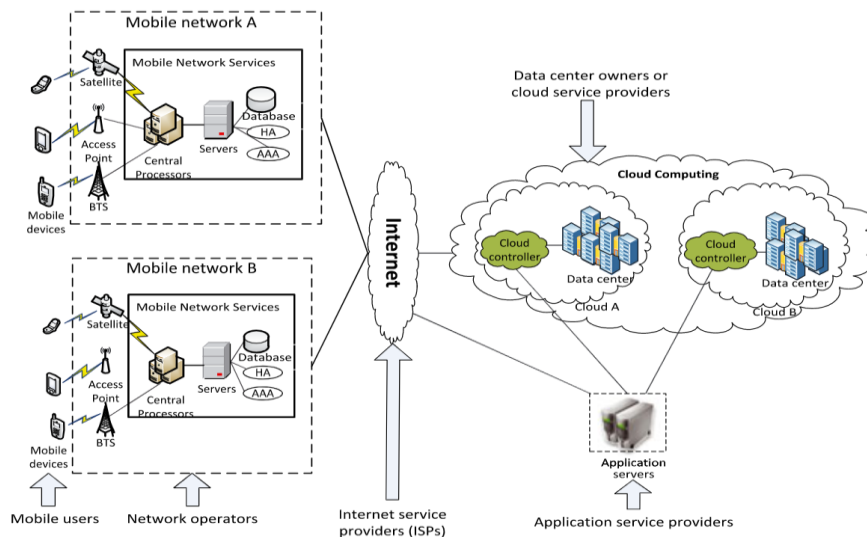 Mobile network A
Mobile Network Services
Satellite
Database
HA
AAA
Access
Point
Central
Processors
Servers
BTS
Mobile
devices
Mobile network B
Mobile Network Services
Satellite
Database
HA
AAA
Access
Point
Central
Processors
Servers
BTS
Mobile
devices
Mobile users
Network operators
Internet
Internet service
providers (ISPs)
Data center owners or
cloud service providers
Cloud Computing
Cloud
controller
Data center
Cloud A
Cloud
controller
Data center
Cloud B
Application
servers
Application service providers